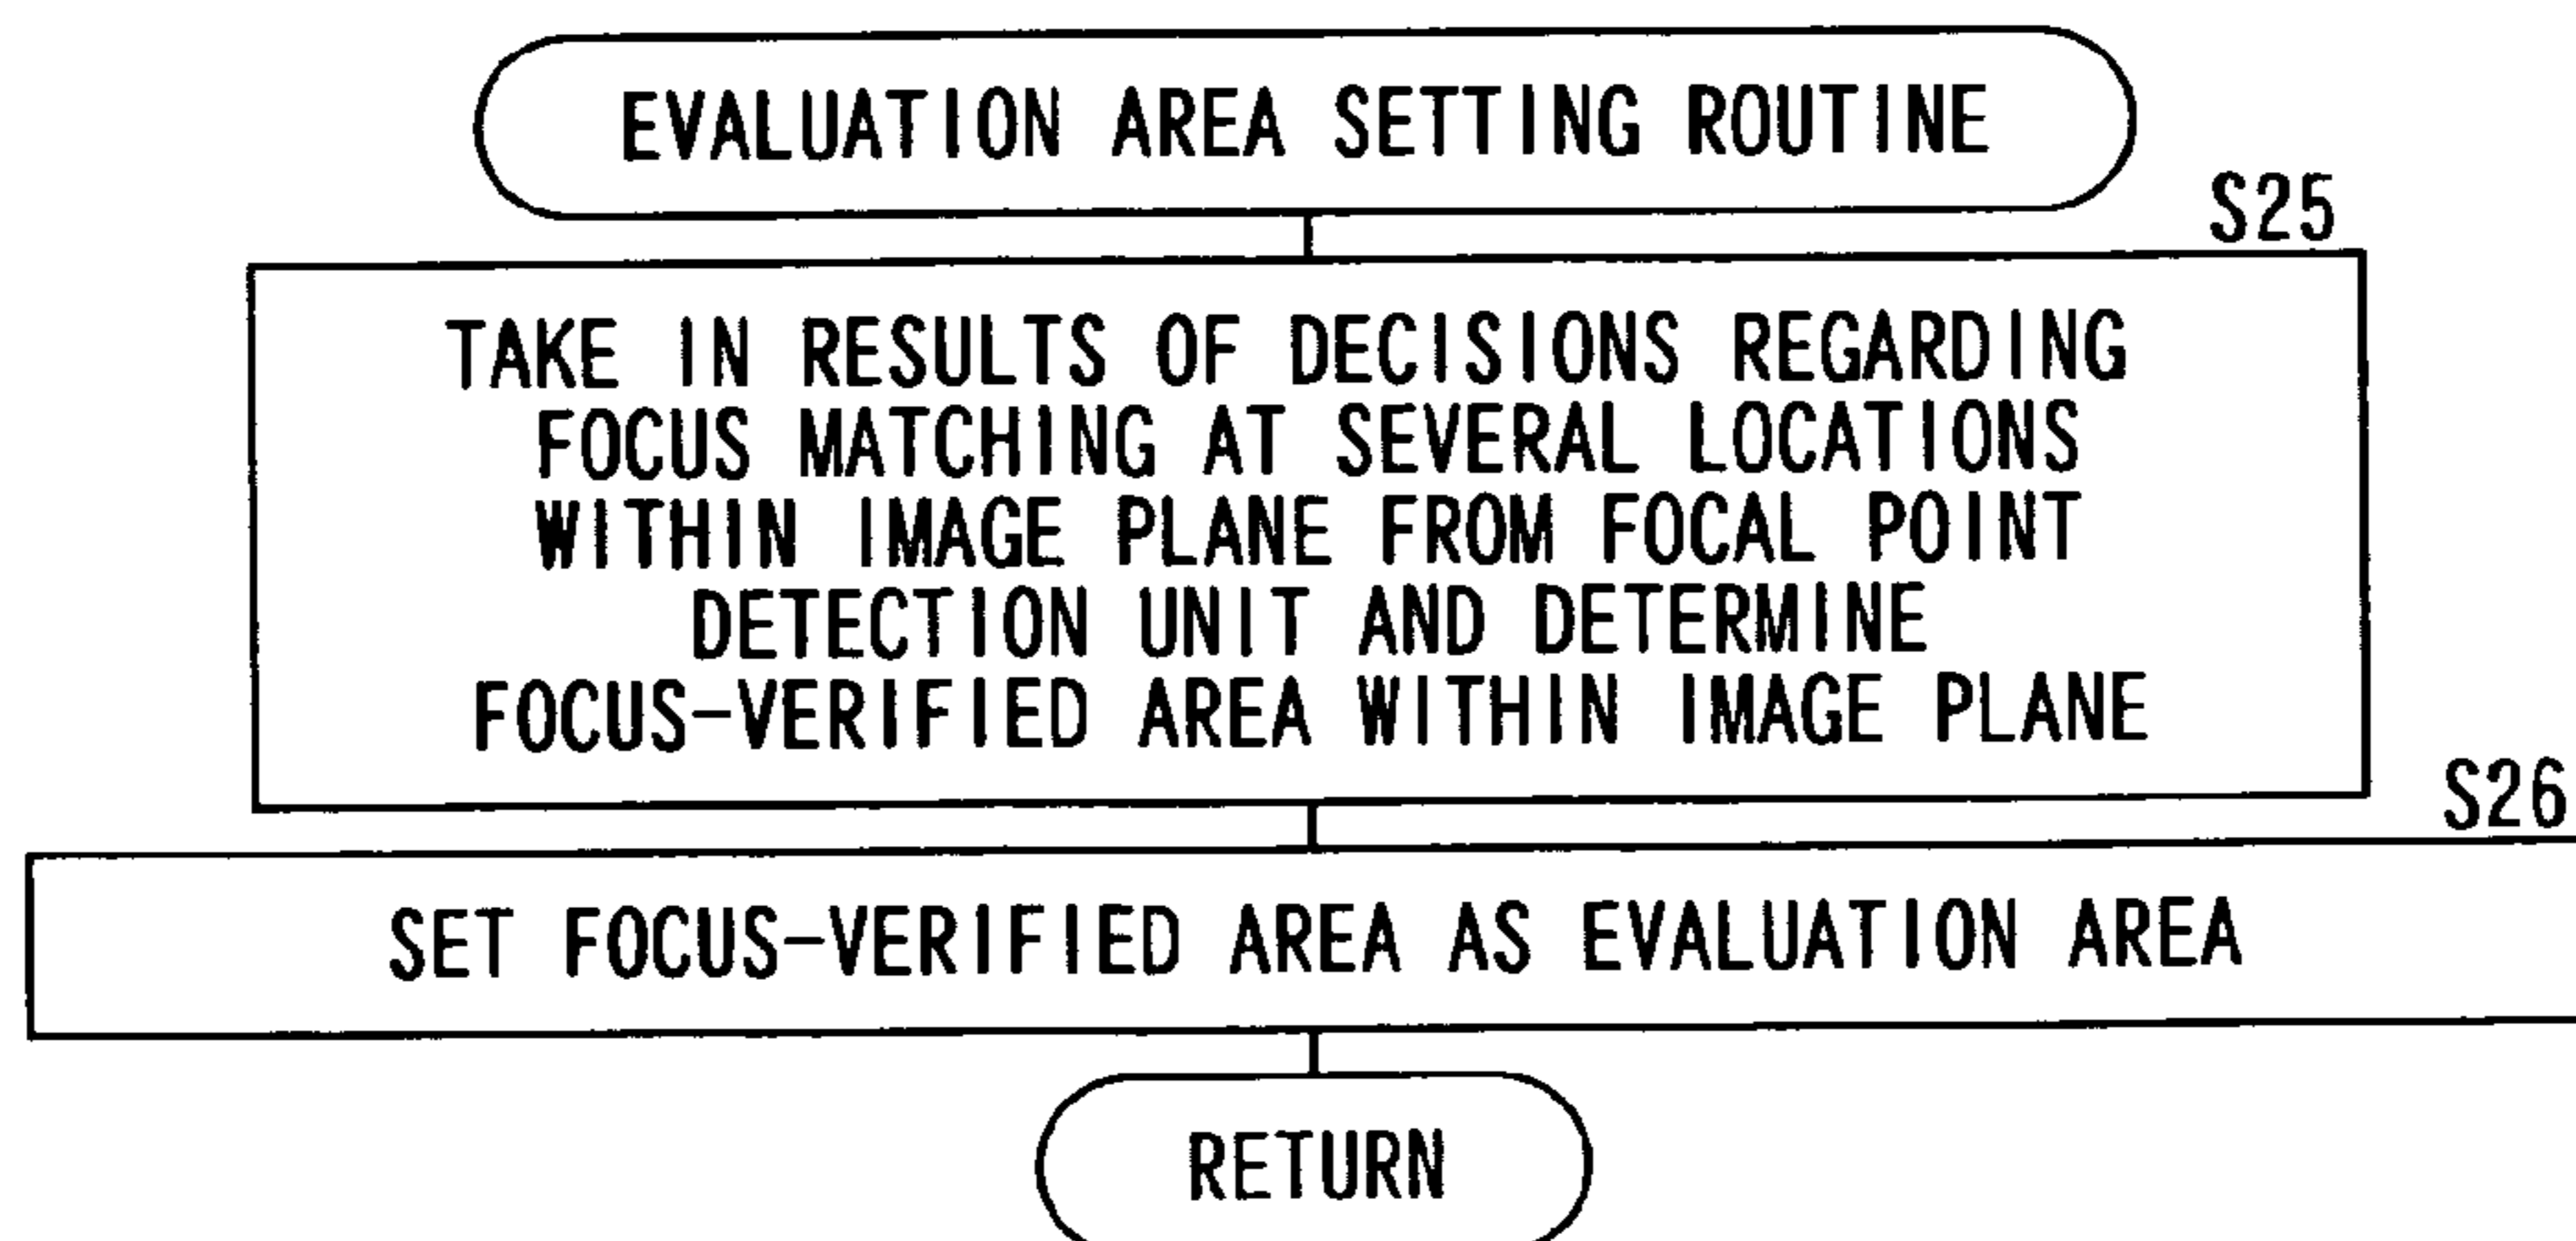 EVALUATION AREA SETTING ROUTINE
S25
TAKE IN RESULTS OF DECISIONS REGARDING
FOCUS MATCHING AT SEVERAL LOCATIONS
WITHIN IMAGE PLANE FROM FOCAL POINT
DETECTION UNIT AND DETERMINE
FOCUS-VERIFIED AREA WITHIN IMAGE PLANE
S26
SET FOCUS-VERIFIED AREA AS EVALUATION AREA
RETURN